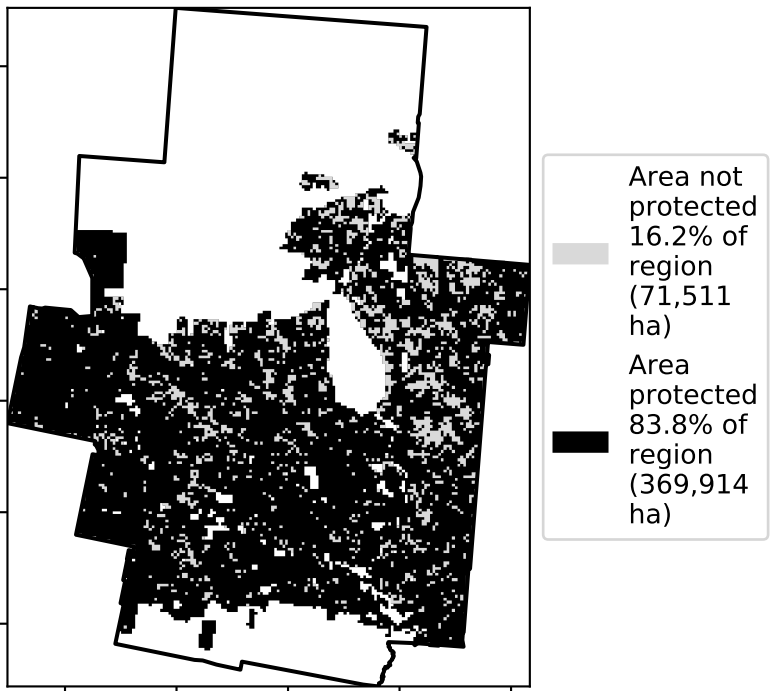 Area not
protected
16.2% of
region
(71,511
ha)
Area
protected
83.8% of
region
(369,914
ha)